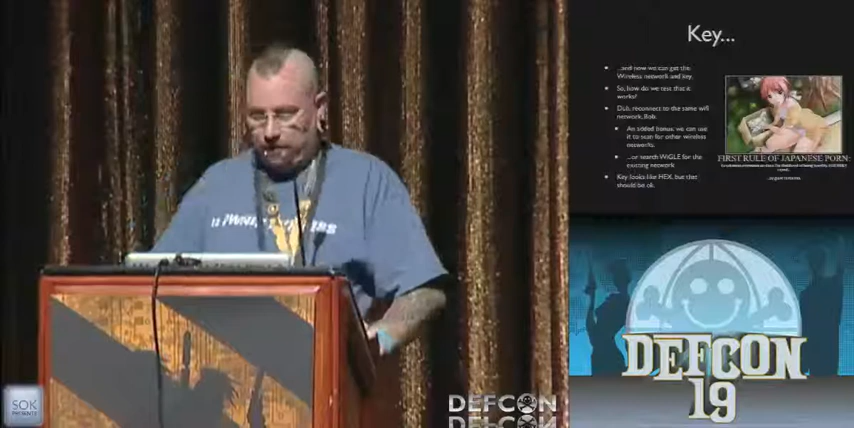 Key...
...and now we can get the
Wireless network and key.
So, how do we test that it
works?
Duh, reconnect to the same wifi
network, Bob.
An added bonus, we can use
it to scan for other wireless
networks.
...or search WiGLE for the
existing network
Key looks like HEX, but that
should be ok.
FIRST RULE OF JAPANESE PORN:
DEFCON
19
SOK
DEFCON